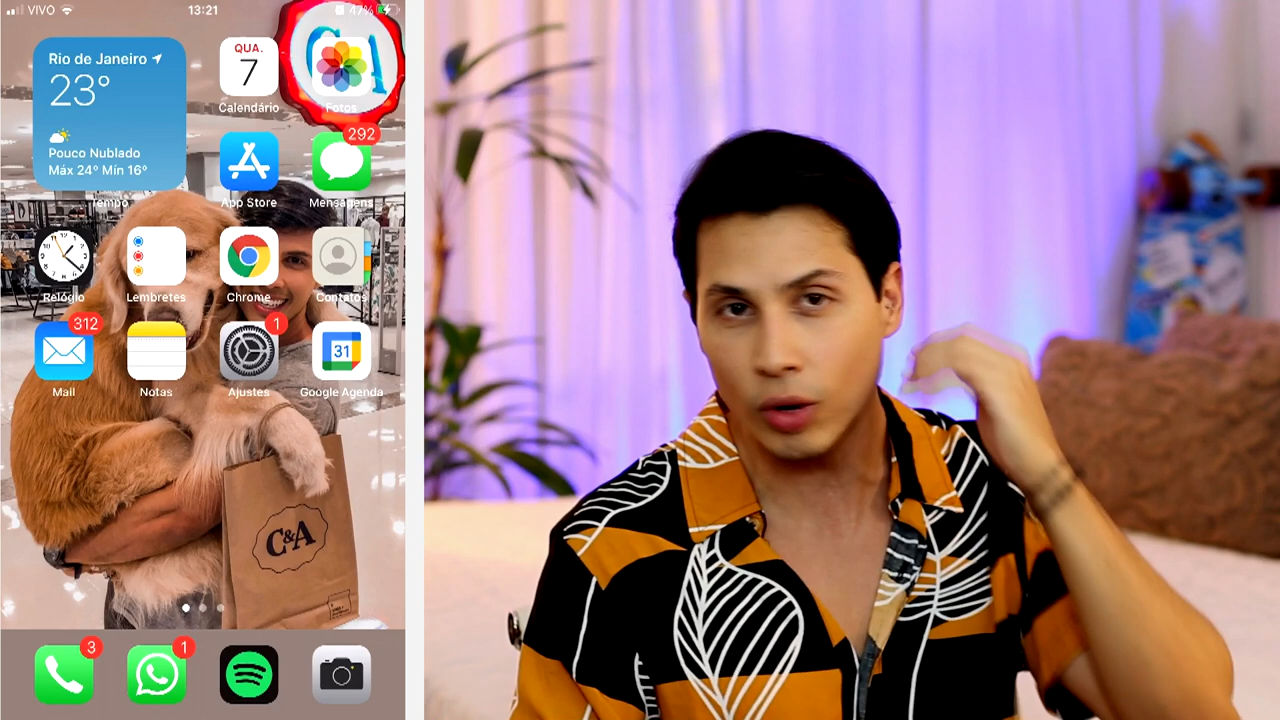 VIVO
13:21
47%
Rio de Janeiro
23°
Pouco Nublado
Máx 24° Mín 16°
Tempo
QUA.
7
Calendário
C&A
Fotos
App Store
292
Mensagens
Relógio
Lembretes
Chrome
Contatos
312
Mail
Notas
1
Ajustes
31
Google Agenda
C&A
3
1